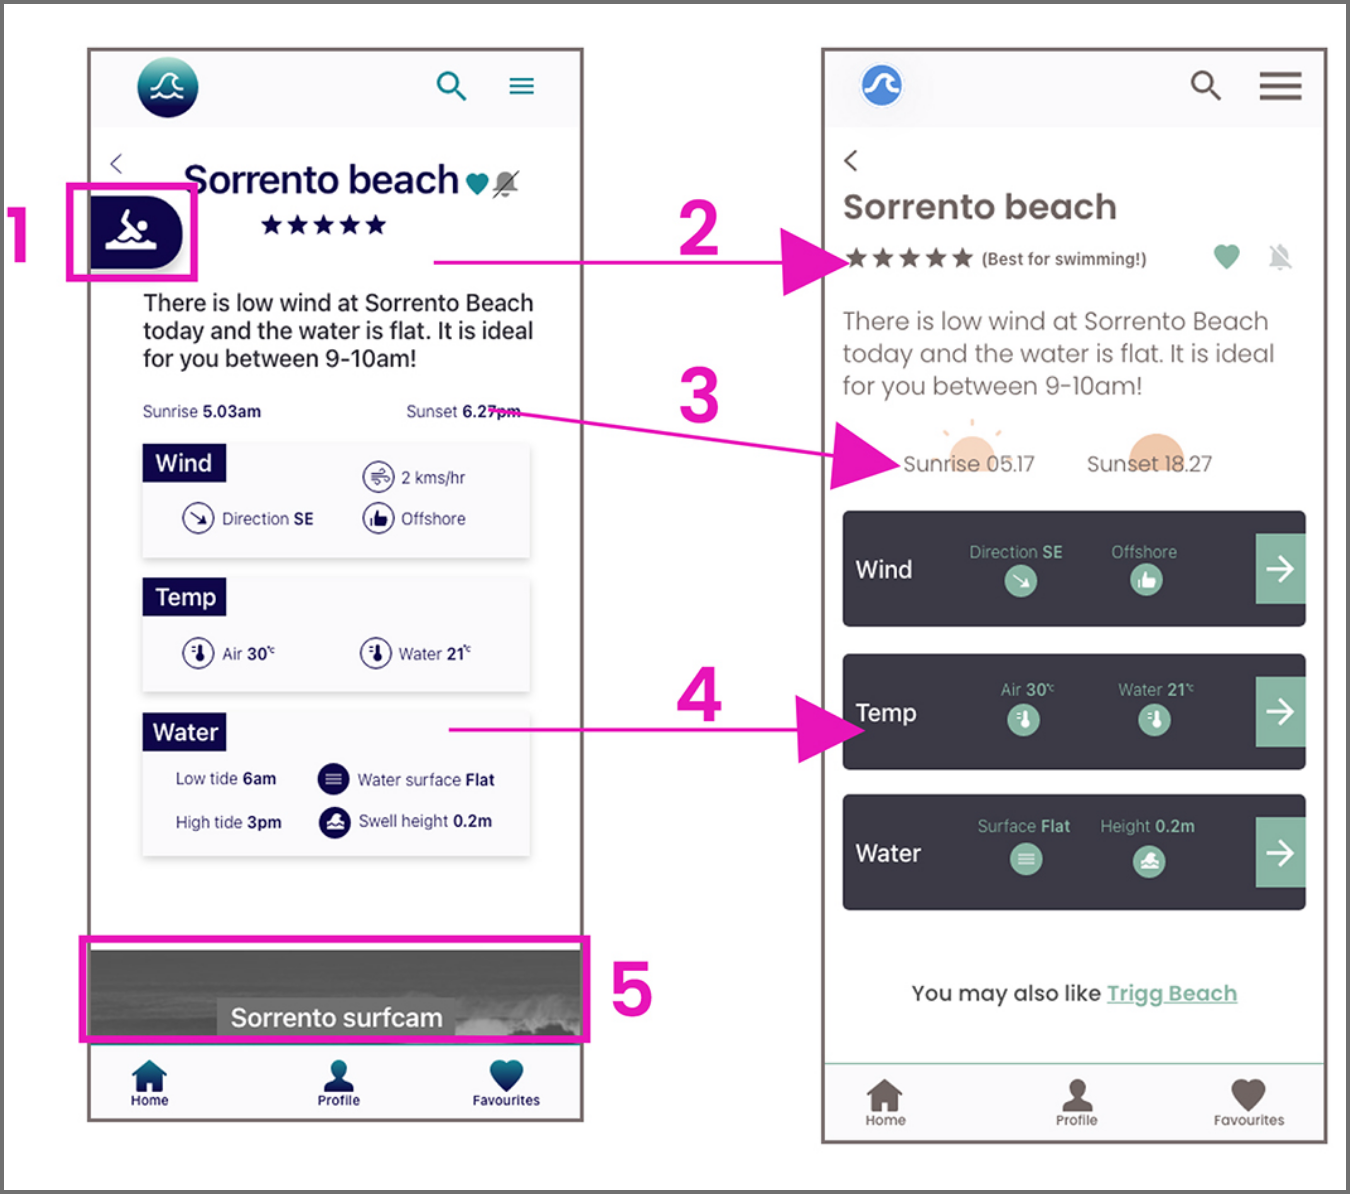 1
Sorrento beach
There is low wind at Sorrento Beach
today and the water is flat. It is ideal
for you between 9-10am!
Sunrise 5.03am
Sunset 6.27pm
Wind
2 kms/hr
Direction SE
Offshore
Temp
Air 30°c
Water 21°c
Water
Low tide 6am
Water surface Flat
High tide 3pm
Swell height 0.2m
Sorrento surfcam
Home
Profile
Favourites
2
3
4
5
Sorrento beach
(Best for swimming!)
There is low wind at Sorrento Beach
today and the water is flat. It is ideal
for you between 9-10am!
Sunrise 05.17
Sunset 18.27
Wind
Direction SE
Offshore
Temp
Air 30°c
Water 21°c
Water
Surface Flat
Height 0.2m
You may also like Trigg Beach
Home
Profile
Favourites